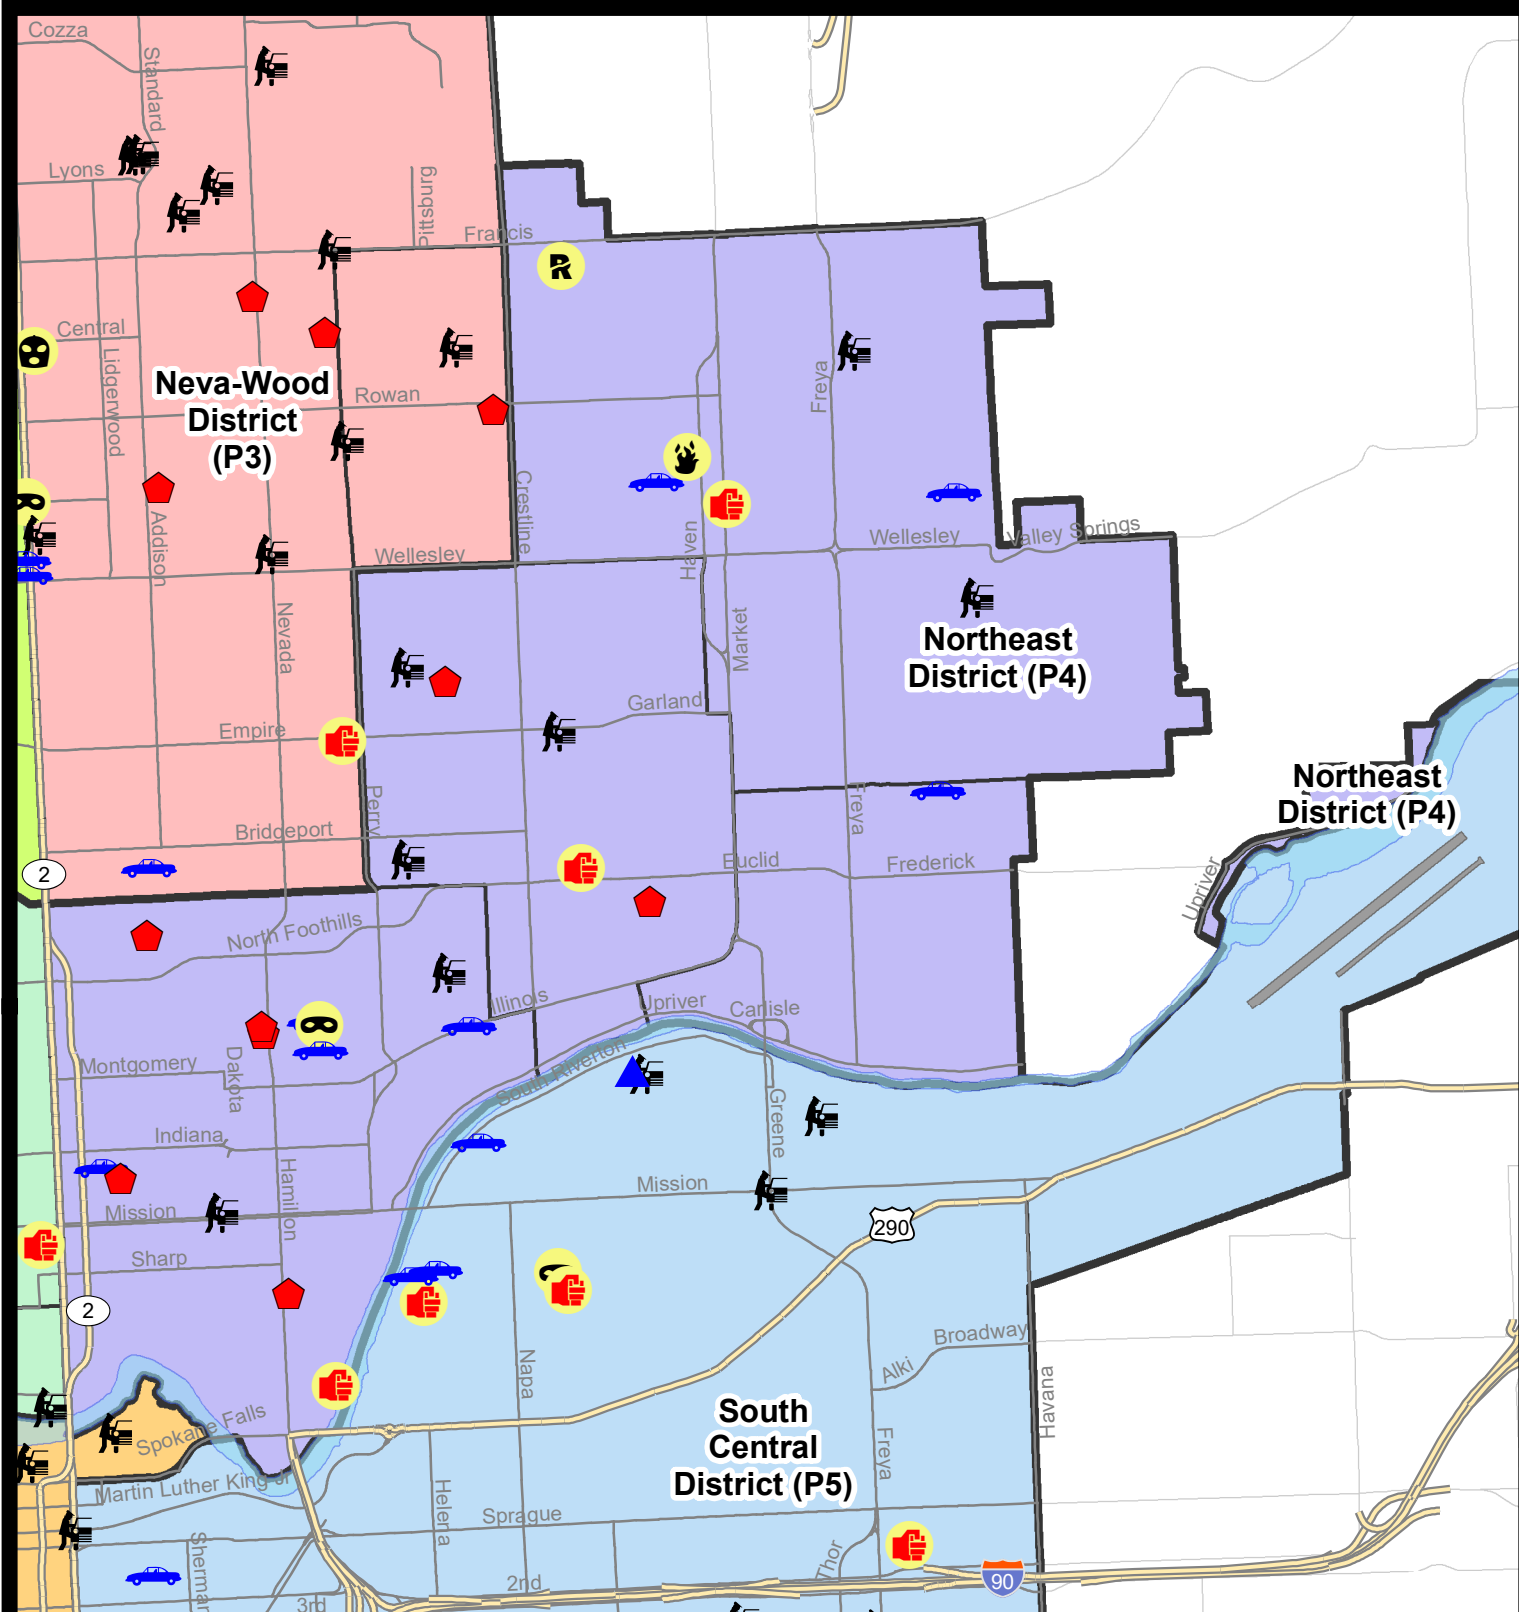 Cozza
Standard
Lyons
Pittsburg
Francis
R
Central
Lidgerwood
Neva-Wood
District
(P3)
Rowan
Freya
Crestline
Addison
Wellesley
Haven
Wellesley
Valley Springs
Nevada
Market
Northeast
District (P4)
Garland
Empire
Perry
Bridgeport
Freya
Northeast
District (P4)
2
Euclid
Frederick
Upriver
North Foothills
Illinois
Upriver
Carlisle
Montgomery
Dakota
South Riverton
Greene
Indiana
Hamilton
Mission
Mission
290
Sharp
2
Broadway
Alki
Napa
Havana
South
Central
District (P5)
Spokane Falls
Freya
Martin Luther King Jr
Helena
Sprague
Sherman
Thor
2nd
90
3rd